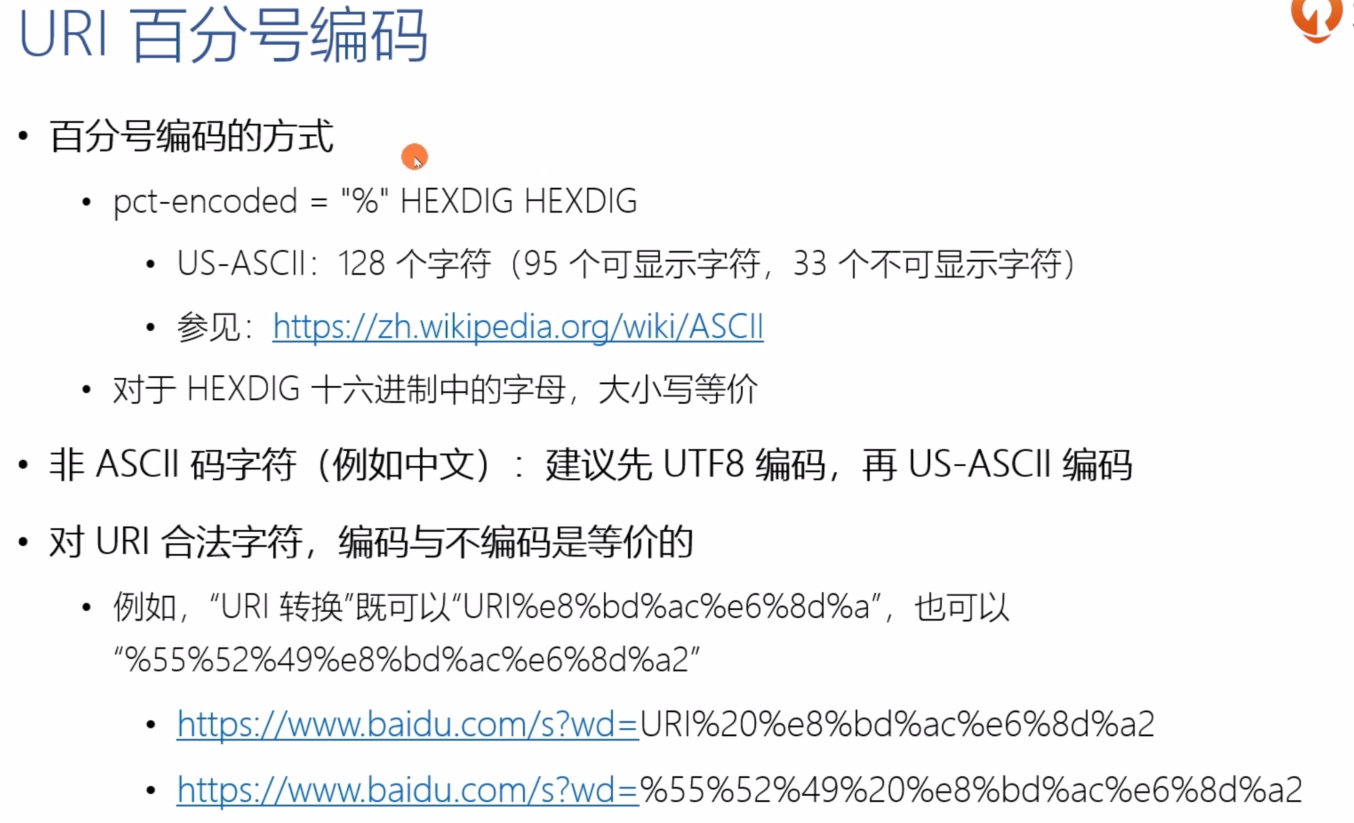 URI 百分号编码
• 百分号编码的方式
• pct-encoded = "%" HEXDIG HEXDIG
• US-ASCII：128 个字符（95 个可显示字符，33 个不可显示字符）
• 参见：https://zh.wikipedia.org/wiki/ASCII
• 对于 HEXDIG 十六进制中的字母，大小写等价
• 非 ASCII 码字符（例如中文）：建议先 UTF8 编码，再 US-ASCII 编码
• 对 URI 合法字符，编码与不编码是等价的
• 例如，“URI 转换”既可以“URI%e8%bd%ac%e6%8d%a”，也可以
“%55%52%49%e8%bd%ac%e6%8d%a2”
• https://www.baidu.com/s?wd=URI%20%e8%bd%ac%e6%8d%a2
• https://www.baidu.com/s?wd=%55%52%49%20%e8%bd%ac%e6%8d%a2